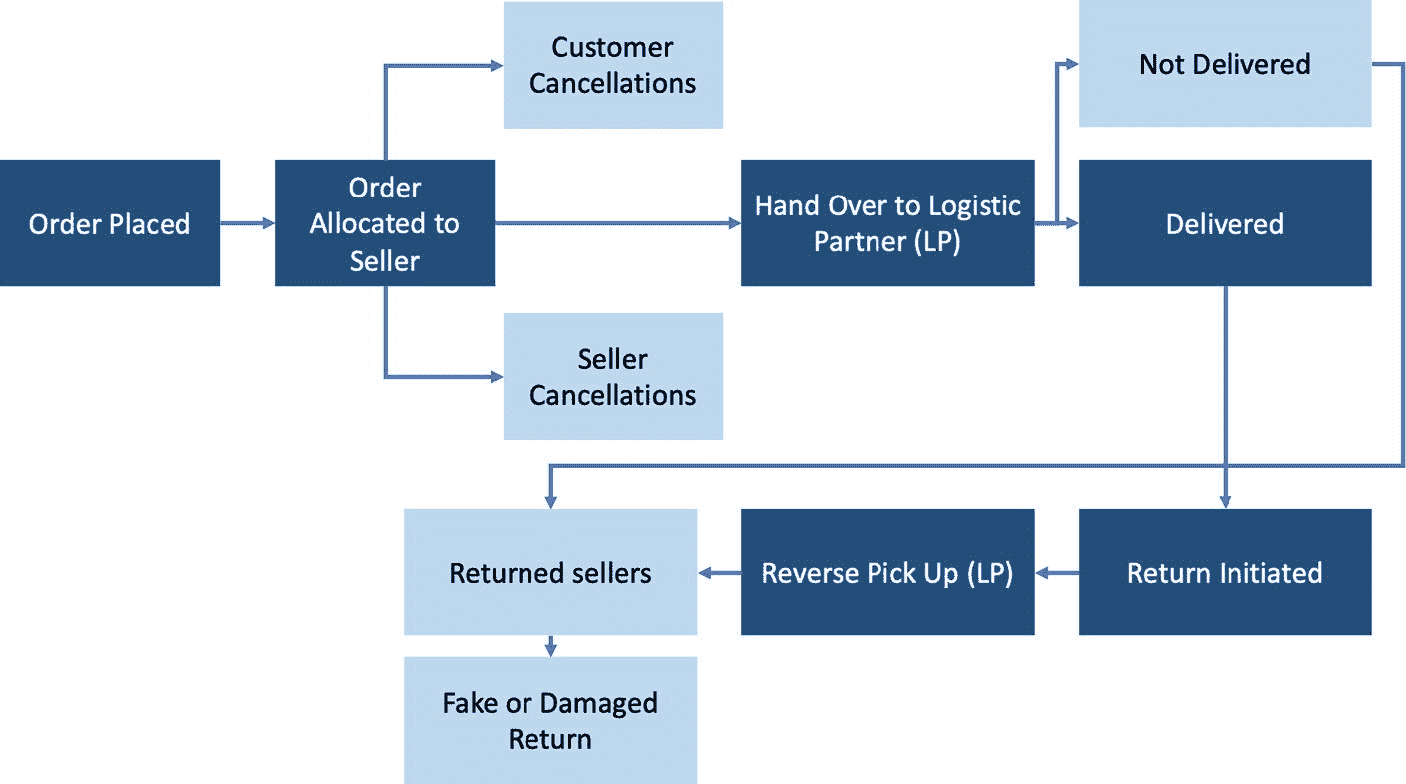 Customer
Cancellations
Not Delivered
Order Placed
Order
Allocated to
Seller
Hand Over to Logistic
Partner (LP)
Delivered
Seller
Cancellations
Returned sellers
Reverse Pick Up (LP)
Return Initiated
Fake or Damaged
Return